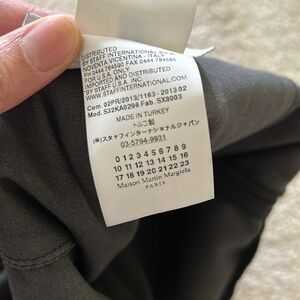 DISTRIBUTED
BY STAFF INTERNATIONAL S.P.A.
NOVENTA VICENTINA - ITALY
PH 0444 784590 FAX 0444 784
FOR U.S.A. ONLY
IMPORTED AND DISTRIBUTED
BY STAFF U.S.A. INC.
WWW.STAFFINTERNATIONAL.COM
Com.02PR/2013/1163-2013 02
Mod.S32KA0296 Fab.SX8003
MADE IN TURKEY
トルコ製
(株)スタッフインターナショナルジャパン
03-5794-9931
0 1 2 3 4 5 6 7 8 9
10 11 12 13 14 15 16
17 18 19 20 21 22 23
Maison Martin Margiela
PARIS